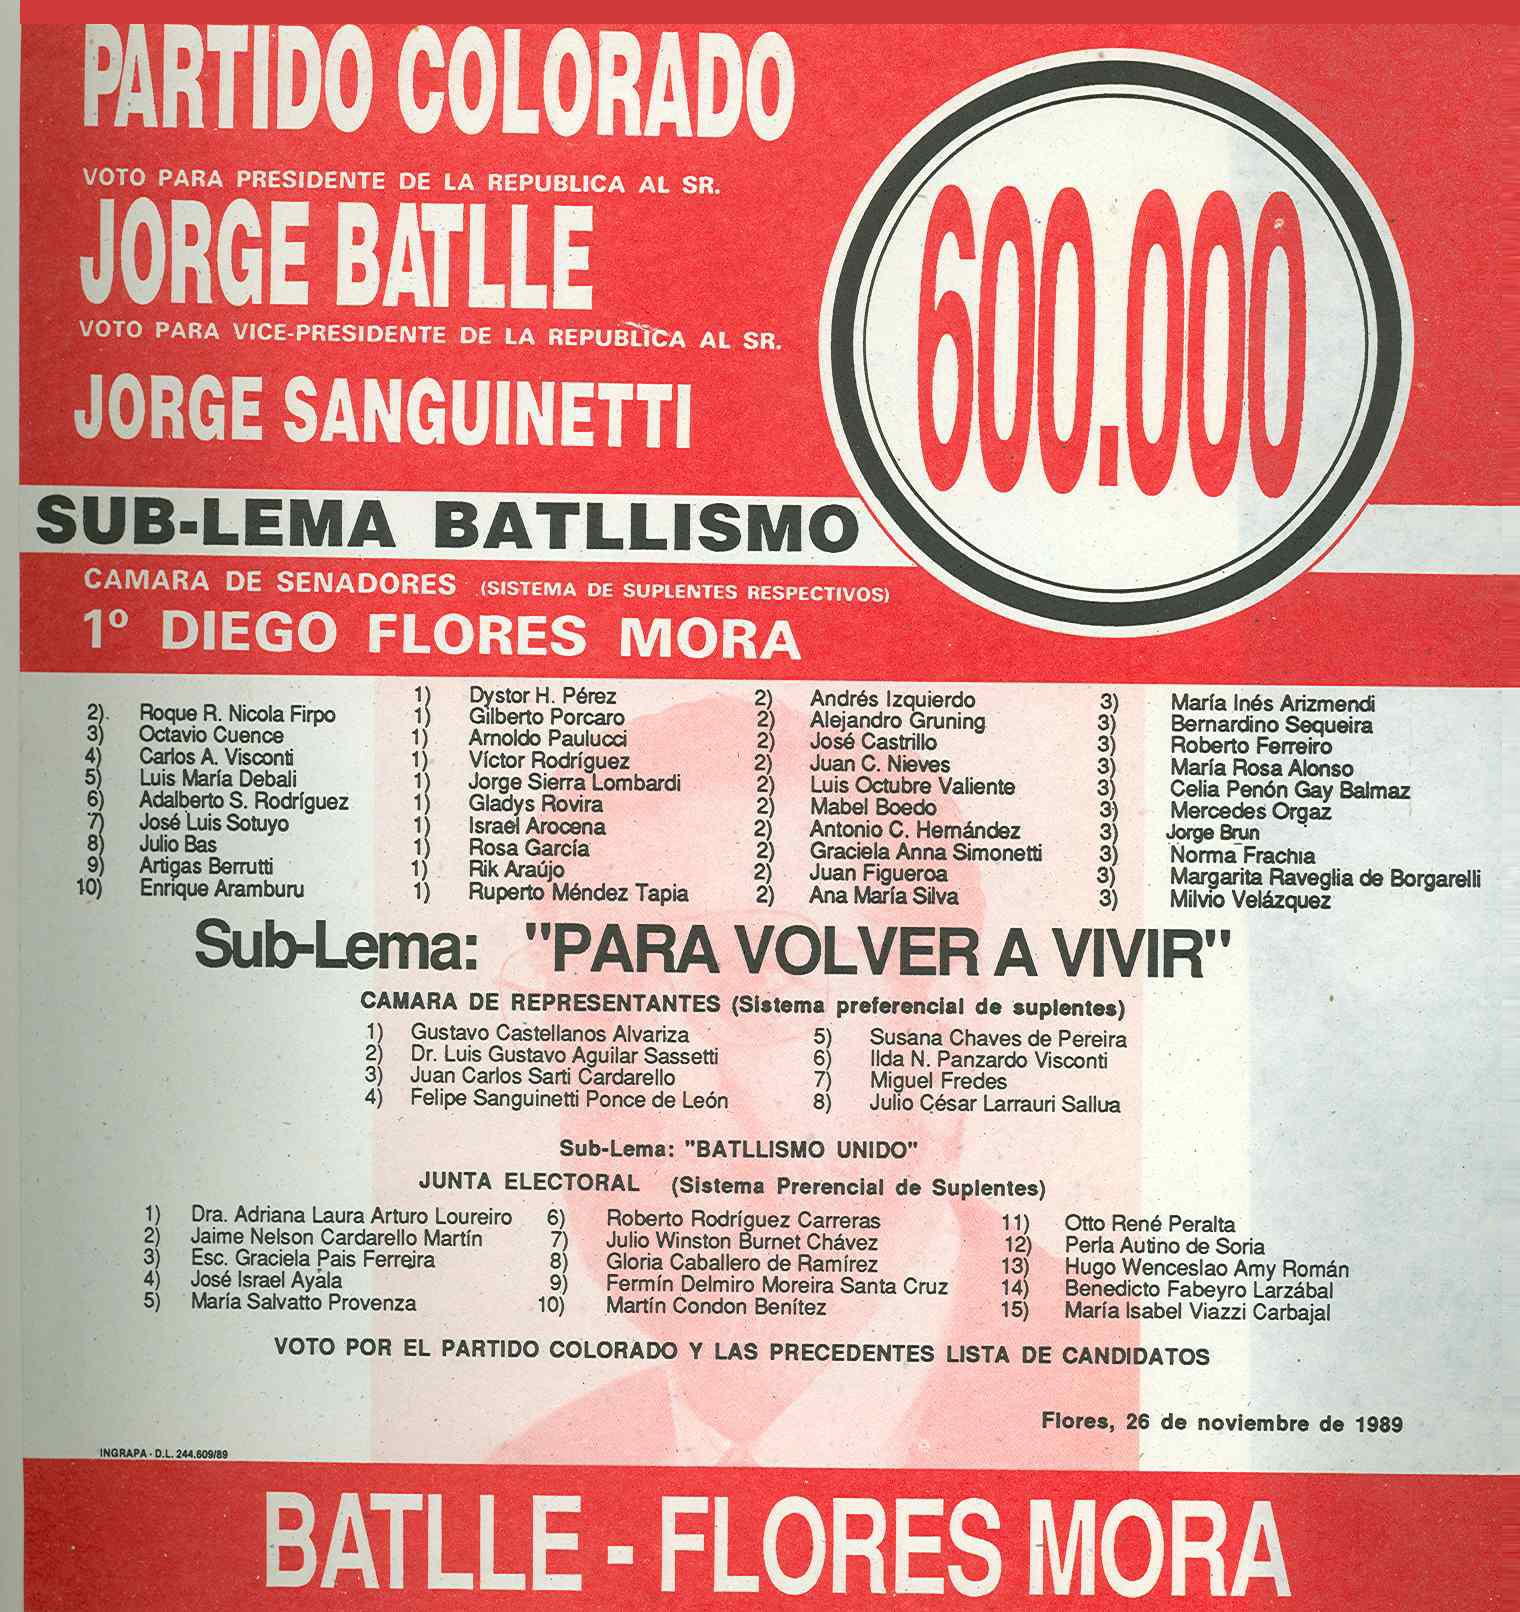 PARTIDO COLORADO
VOTO PARA PRESIDENTE DE LA REPUBLICA AL SR.
JORGE BATLLE
VOTO PARA VICE-PRESIDENTE DE LA REPUBLICA AL SR.
JORGE SANGUINETTI
600.000
SUB-LEMA BATLLISMO
CAMARA DE SENADORES (SISTEMA DE SUPLENTES RESPECTIVOS)
1º DIEGO FLORES MORA
1) Dystor H. Pérez 2) Andrés Izquierdo 3) María Inés Arizmendi
2). Roque R. Nicola Firpo 1) Gilberto Porcaro 2) Alejandro Gruning 3) Bernardino Sequeira
3) Octavio Cuence 1) Arnoldo Paulucci 2) José Castrillo 3) Roberto Ferreiro
4) Carlos A. Visconti 1) Víctor Rodríguez 2) Juan C. Nieves 3) María Rosa Alonso
5) Luis María Debali 1) Jorge Sierra Lombardi 2) Luis Octubre Valiente 3) Celia Penón Gay Balmaz
6) Adalberto S. Rodríguez 1) Gladys Rovira 2) Mabel Boedo 3) Mercedes Orgaz
7) José Luis Sotuyo 1) Israel Arocena 2) Antonio C. Hernández 3) Jorge Brun
8) Julio Bas 1) Rosa García 2) Graciela Anna Simonetti 3) Norma Frachia
9) Artigas Berrutti 1) Rik Araújo 2) Juan Figueroa 3) Margarita Raveglia de Borgarelli
10) Enrique Aramburu 1) Ruperto Méndez Tapia 2) Ana María Silva 3) Milvio Velázquez
Sub-Lema: "PARA VOLVER A VIVIR"
CAMARA DE REPRESENTANTES (Sistema preferencial de suplentes)
1) Gustavo Castellanos Alvariza 5) Susana Chaves de Pereira
2) Dr. Luis Gustavo Aguilar Sassetti 6) Ilda N. Panzardo Visconti
3) Juan Carlos Sarti Cardarello 7) Miguel Fredes
4) Felipe Sanguinetti Ponce de León 8) Julio César Larrauri Sallua
Sub-Lema: "BATLLISMO UNIDO"
JUNTA ELECTORAL (Sistema Prerencial de Suplentes)
1) Dra. Adriana Laura Arturo Loureiro 6) Roberto Rodríguez Carreras 11) Otto René Peralta
2) Jaime Nelson Cardarello Martín 7) Julio Winston Burnet Chávez 12) Perla Autino de Soria
3) Esc. Graciela Pais Ferreira 8) Gloria Caballero de Ramírez 13) Hugo Wenceslao Amy Román
4) José Israel Ayala 9) Fermín Delmiro Moreira Santa Cruz 14) Benedicto Fabeyro Larzábal
5) María Salvatto Provenza 10) Martín Condon Benítez 15) María Isabel Viazzi Carbajal
VOTO POR EL PARTIDO COLORADO Y LAS PRECEDENTES LISTA DE CANDIDATOS
Flores, 26 de noviembre de 1989
INGRAPA - D.L. 244.609/89
BATLLE - FLORES MORA